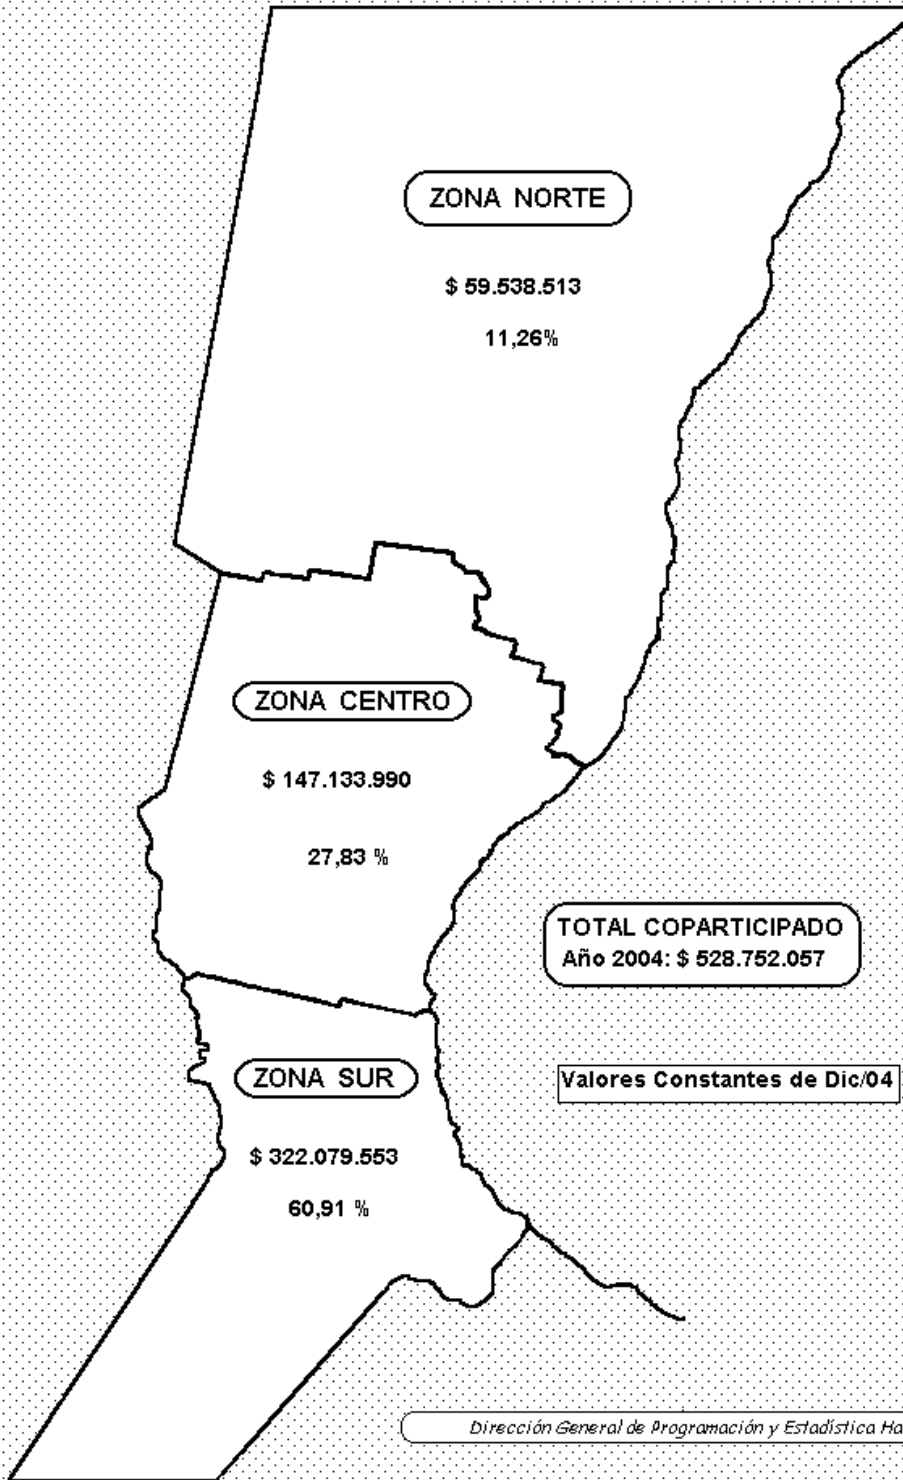 ZONA NORTE
$ 59.538.513
11,26%
ZONA CENTRO
$ 147.133.990
27,83 %
TOTAL COPARTICIPADO
Año 2004: $ 528.752.057
ZONA SUR
Valores Constantes de Dic/04
$ 322.079.553
60,91 %
Dirección General de Programación y Estadística